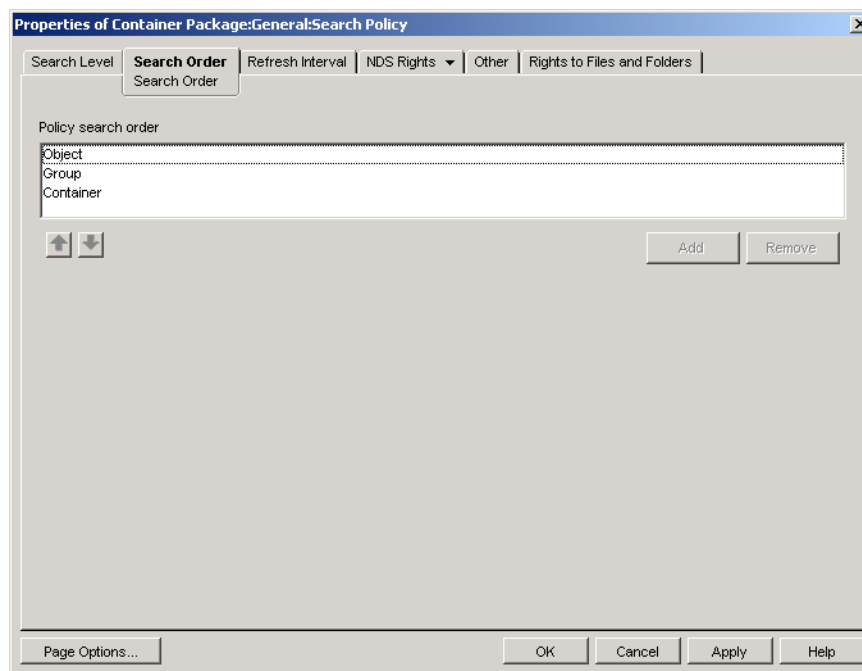 Properties of Container Package:General:Search Policy
Search Level Search Order Refresh Interval NDS Rights Other Rights to Files and Folders
Search Order
Policy search order
Object
Group
Container
Add Remove
Page Options... OK Cancel Apply Help